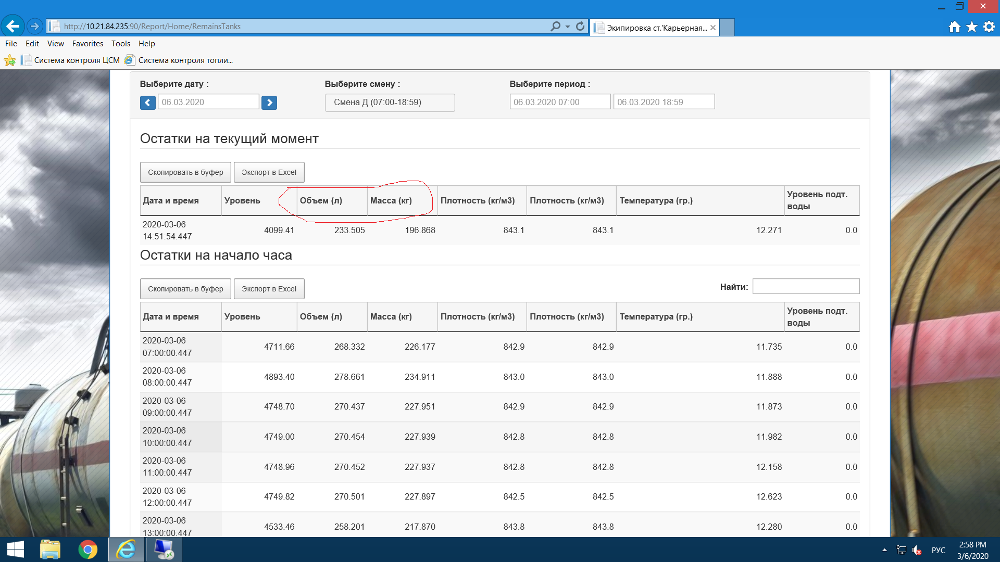 http://10.21.84.235:90/Report/Home/RemainsTanks
Экипировка ст.'Карьерная...
File Edit View Favorites Tools Help
Система контроля ЦСМ Система контроля топли...
Выберите дату : Выберите смену : Выберите период :
06.03.2020 Смена Д (07:00-18:59) 06.03.2020 07:00 06.03.2020 18:59
Остатки на текущий момент
Скопировать в буфер Экспорт в Excel
Дата и время Уровень Объем (л) Масса (кг) Плотность (кг/м3) Плотность (кг/м3) Температура (гр.) Уровень подт. воды
2020-03-06 14:51:54.447 4099.41 233.505 196.868 843.1 843.1 12.271 0.0
Остатки на начало часа
Скопировать в буфер Экспорт в Excel Найти:
Дата и время Уровень Объем (л) Масса (кг) Плотность (кг/м3) Плотность (кг/м3) Температура (гр.) Уровень подт. воды
2020-03-06 07:00:00.447 4711.66 268.332 226.177 842.9 842.9 11.735 0.0
2020-03-06 08:00:00.447 4893.40 278.661 234.911 843.0 843.0 11.888 0.0
2020-03-06 09:00:00.447 4748.70 270.437 227.951 842.9 842.9 11.873 0.0
2020-03-06 10:00:00.447 4749.00 270.454 227.939 842.8 842.8 11.982 0.0
2020-03-06 11:00:00.447 4748.96 270.452 227.937 842.8 842.8 12.158 0.0
2020-03-06 12:00:00.447 4749.82 270.501 227.897 842.5 842.5 12.623 0.0
2020-03-06 13:00:00.447 4533.46 258.201 217.870 843.8 843.8 12.280 0.0
РУС
2:58 PM
3/6/2020